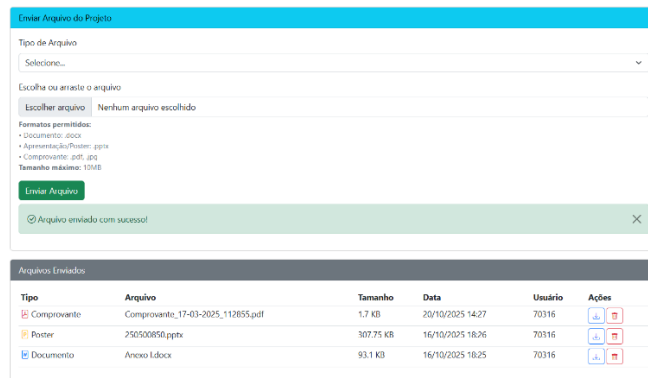 Enviar Arquivo do Projeto
Tipo de Arquivo
Selecione...
Escolha ou arraste o arquivo
Escolher arquivo Nenhum arquivo escolhido
Formatos permitidos:
• Documento: .docx
• Apresentação/Poster: .pptx
• Comprovante: .pdf, .jpg
Tamanho máximo: 10MB
Enviar Arquivo
Arquivo enviado com sucesso!
Arquivos Enviados
Tipo Arquivo Tamanho Data Usuário Ações
Comprovante Comprovante_17-03-2025_112855.pdf 1.7 KB 20/10/2025 14:27 70316
Poster 250500850.pptx 307.75 KB 16/10/2025 18:26 70316
Documento Anexo I.docx 93.1 KB 16/10/2025 18:25 70316